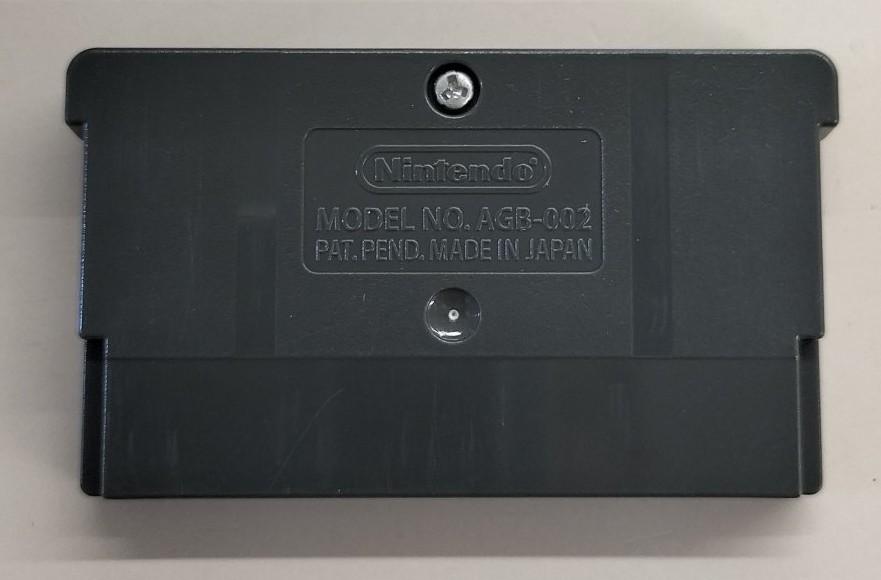 Nintendo®
MODEL NO. AGB-002
PAT. PEND. MADE IN JAPAN